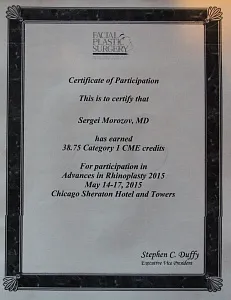 FACIAL
PLASTIC
SURGERY
Certificate of Participation
This is to certify that
Sergei Morozov, MD
has earned
38.75 Category 1 CME credits
For participation in
Advances in Rhinoplasty 2015
May 14-17, 2015
Chicago Sheraton Hotel and Towers
Stephen C. Duffy
Executive Vice President